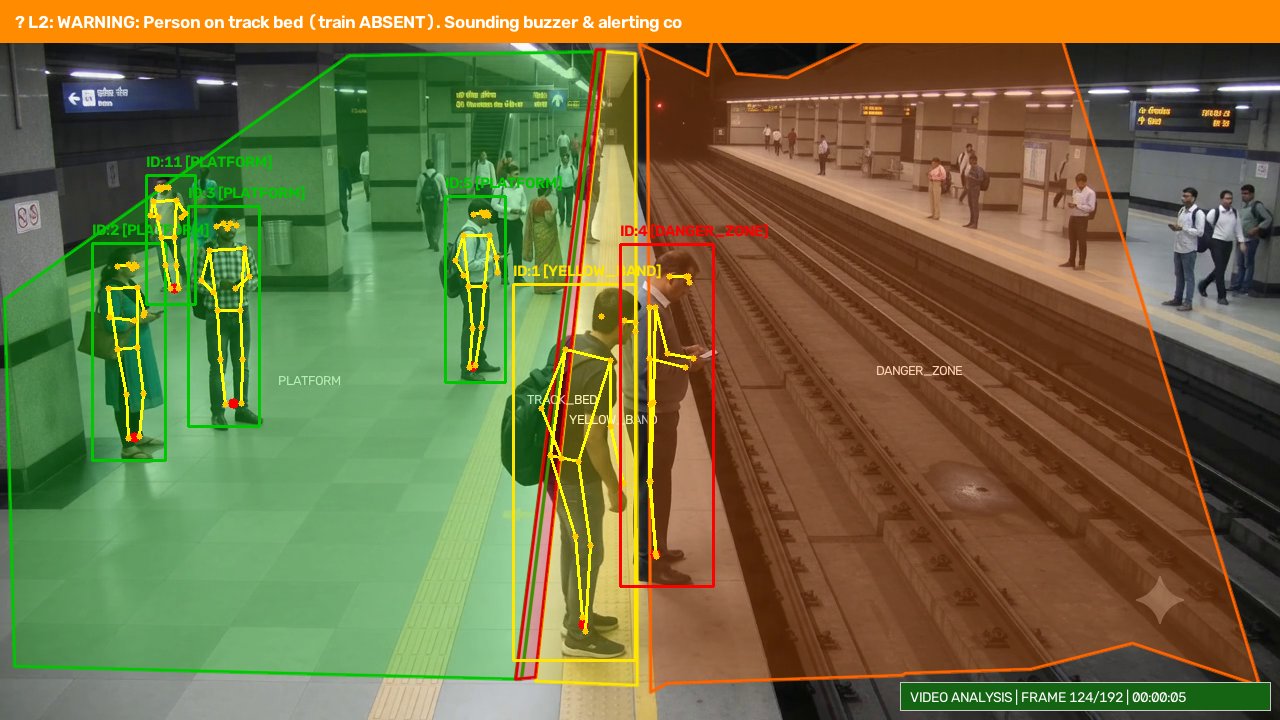 ? L2: WARNING: Person on track bed (train ABSENT). Sounding buzzer & alerting co
ID:11 [PLATFORM]
ID:3 [PLATFORM]
ID:5 [PLATFORM]
ID:2 [PLATFORM]
ID:4 [DANGER_ZONE]
ID:1 [YELLOW_BAND]
DANGER_ZONE
PLATFORM
TRACK_BED
YELLOW_BAND
VIDEO ANALYSIS | FRAME 124/192 | 00:00:05